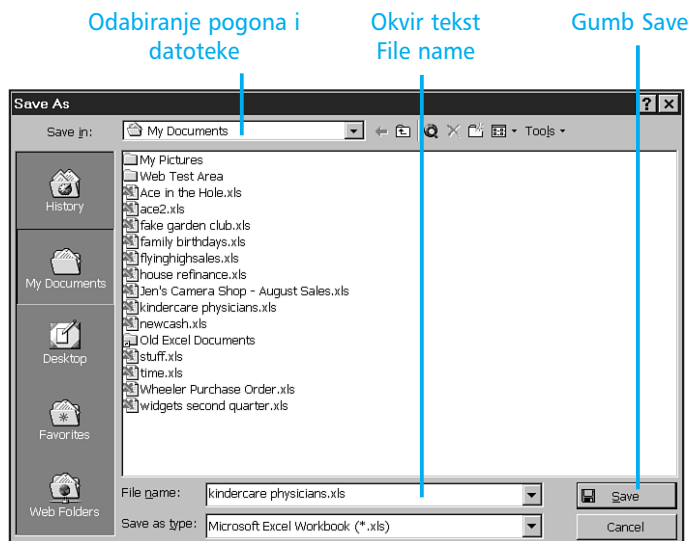 Odabiranje pogona i
datoteke
Okvir tekst
File name
Gumb Save
Save As
Save in:
My Documents
Tools
History
My Documents
Desktop
Favorites
Web Folders
My Pictures
Web Test Area
Ace in the Hole.xls
ace2.xls
fake garden club.xls
family birthdays.xls
flyinghighsales.xls
house refinance.xls
Jen's Camera Shop - August Sales.xls
kindercare physicians.xls
newcash.xls
Old Excel Documents
stuff.xls
time.xls
Wheeler Purchase Order.xls
widgets second quarter.xls
File name:
kindercare physicians.xls
Save
Save as type:
Microsoft Excel Workbook (*.xls)
Cancel